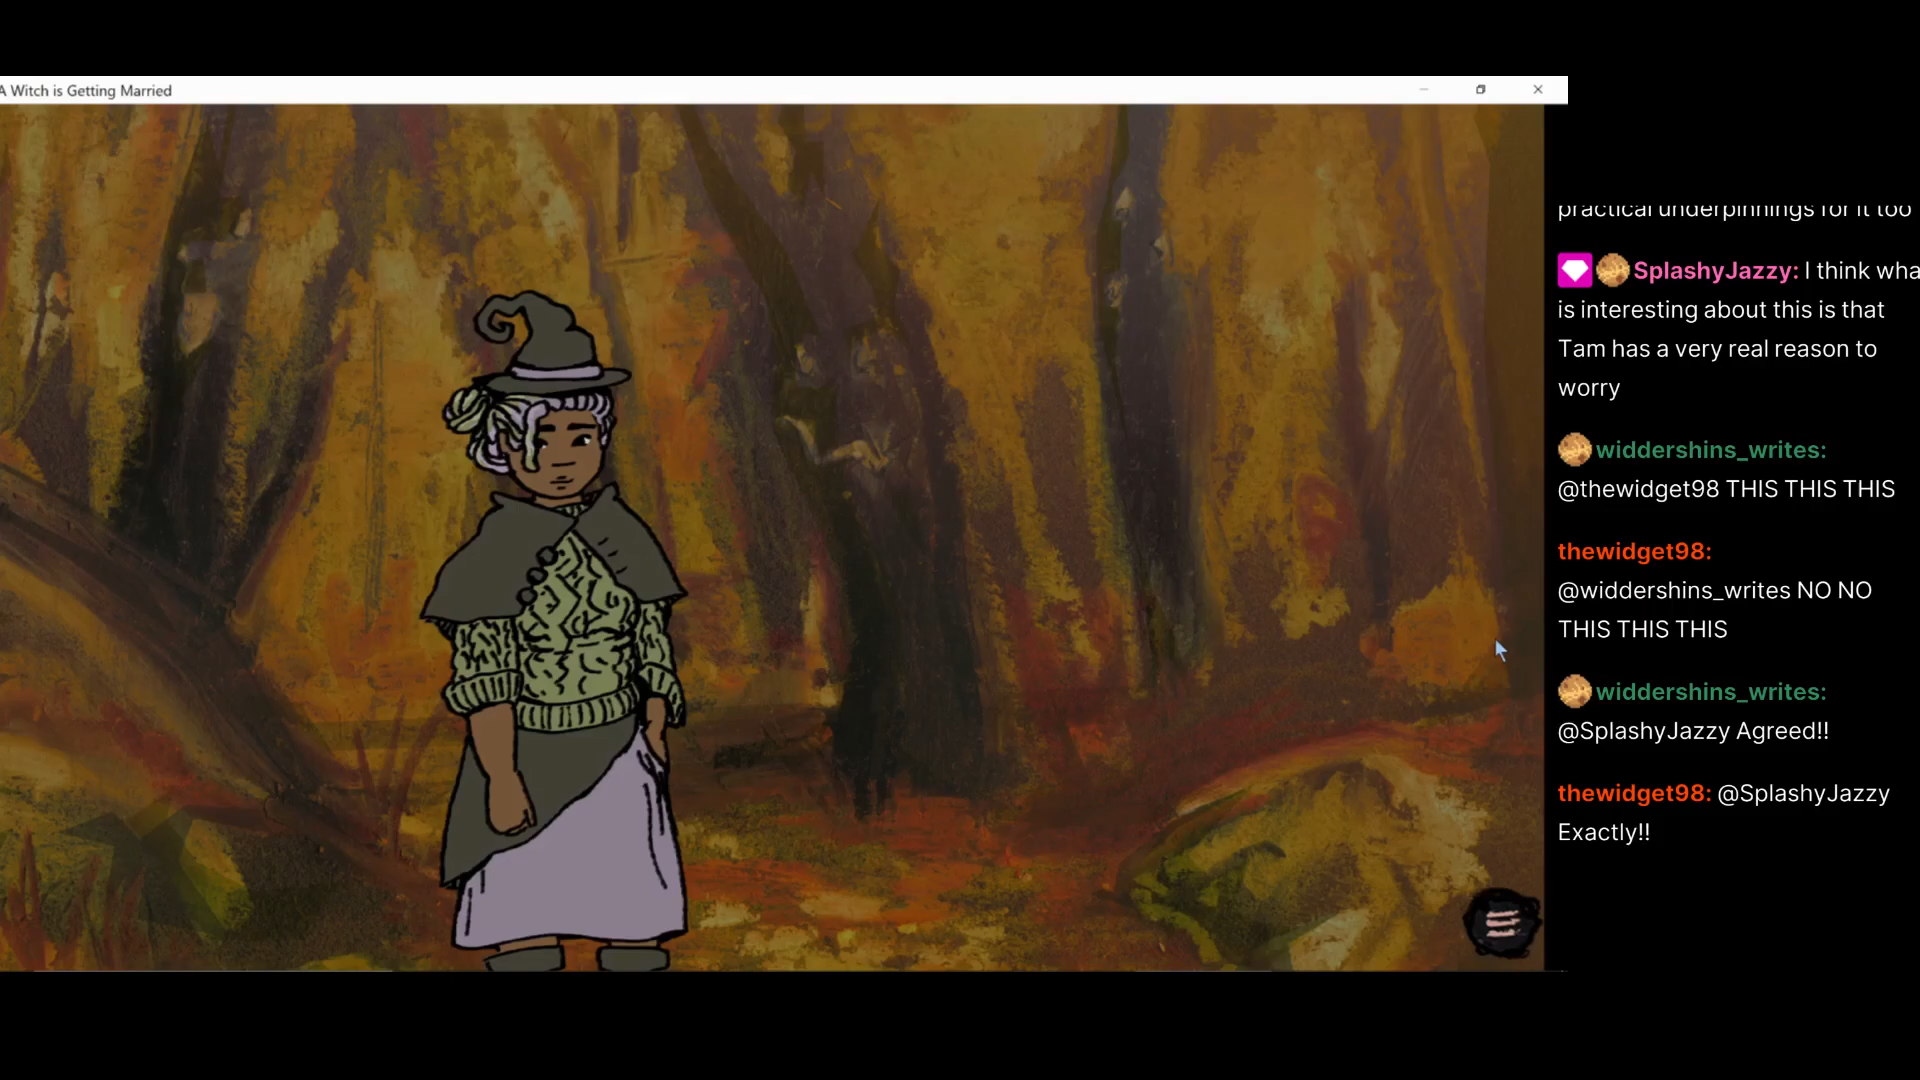 A Witch is Getting Married
practical underpinnings for it too
SplashyJazzy: I think wha
is interesting about this is that
Tam has a very real reason to
worry
widdershins_writes:
@thewidget98 THIS THIS THIS
thewidget98:
@widdershins_writes NO NO
THIS THIS THIS
widdershins_writes:
@SplashyJazzy Agreed!!
thewidget98: @SplashyJazzy
Exactly!!